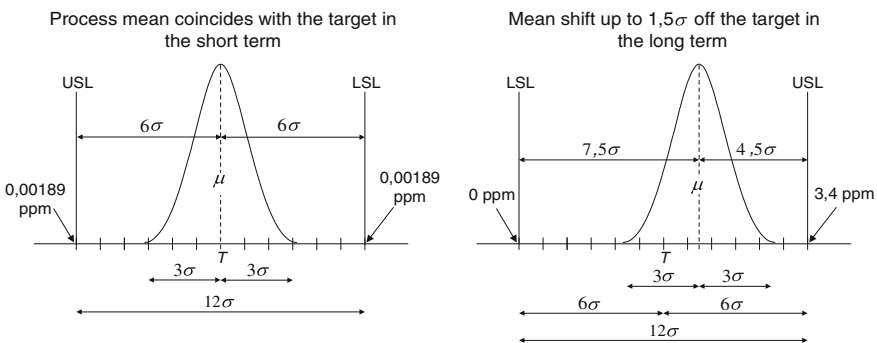 Process mean coincides with the target in
the short term
USL
LSL
6σ
6σ
μ
0,00189
ppm
0,00189
ppm
T
3σ
3σ
12σ
Mean shift up to 1,5σ off the target in
the long term
LSL
USL
7,5σ
4,5σ
μ
0 ppm
3,4 ppm
T
3σ
3σ
6σ
6σ
12σ